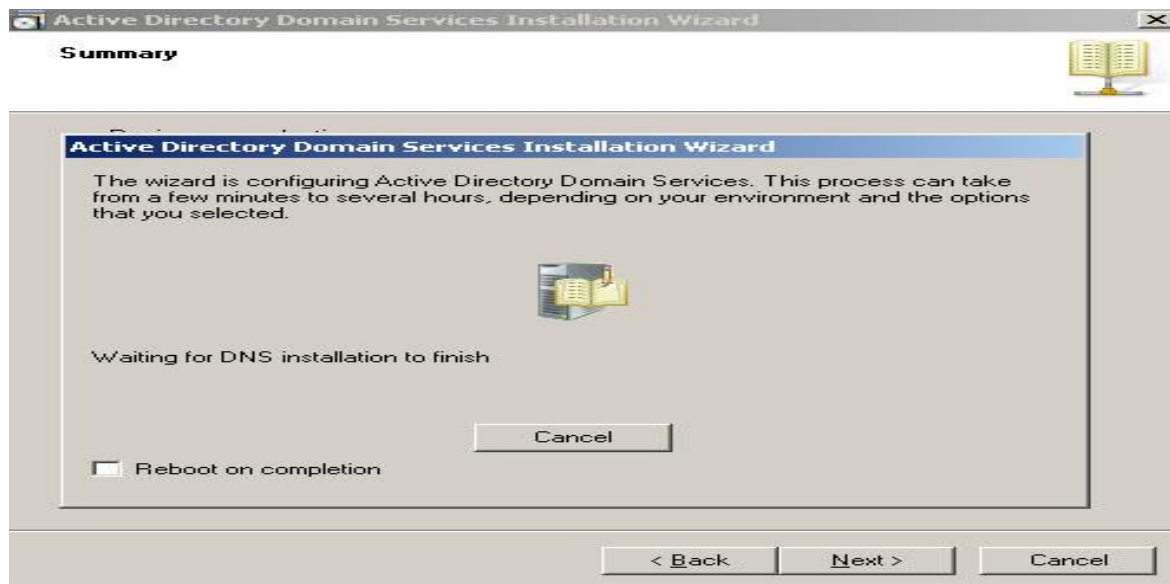 Active Directory Domain Services Installation Wizard
Summary
Active Directory Domain Services Installation Wizard
The wizard is configuring Active Directory Domain Services. This process can take
from a few minutes to several hours, depending on your environment and the options
that you selected.
Waiting for DNS installation to finish
Cancel
Reboot on completion
< Back
Next >
Cancel